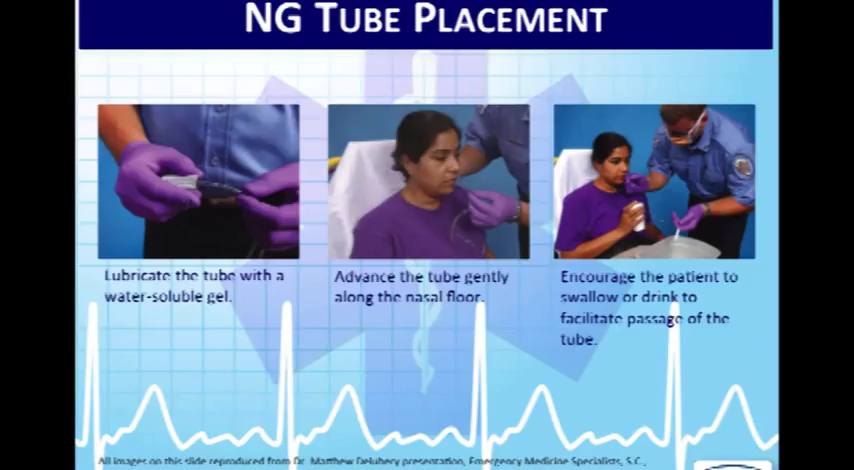 NG TUBE PLACEMENT
Lubricate the tube with a
water-soluble gel.
Advance the tube gently
along the nasal floor.
Encourage the patient to
swallow or drink to
facilitate passage of the
tube.
All images on this slide reproduced from Dr. Matthew presentation, Emergency Medicine Specialists, S.C.,